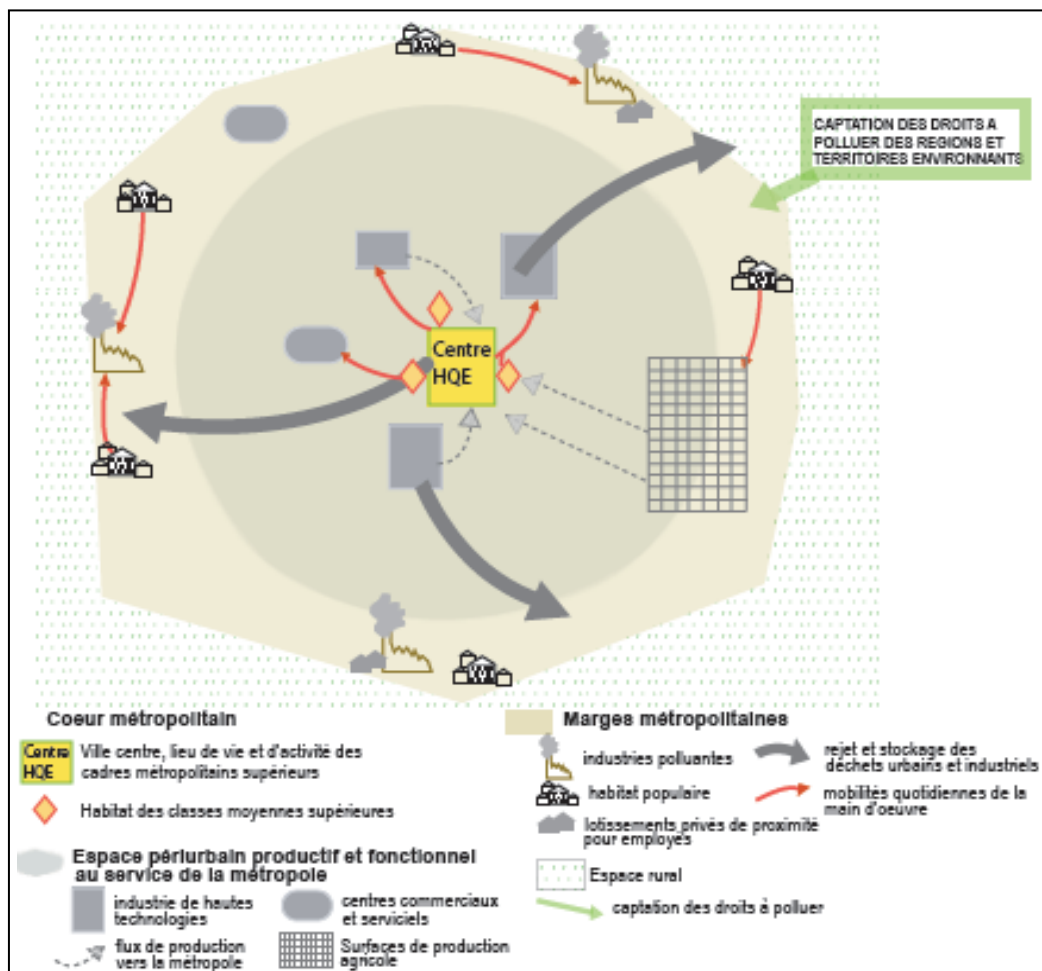 CAPTATION DES DROITS A
POLLUER DES REGIONS ET
TERRITOIRES ENVIRONNANTS
Centre
HQE
Coeur métropolitain
Centre
HQE
Ville centre, lieu de vie et d'activité des
cadres métropolitains supérieurs
Habitat des classes moyennes supérieures
Espace périurbain productif et fonctionnel
au service de la métropole
industrie de hautes
technologies
centres commerciaux
et serviciels
flux de production
vers la métropole
Surfaces de production
agricole
Marges métropolitaines
industries polluantes
rejet et stockage des
déchets urbains et industriels
habitat populaire
mobilités quotidiennes de la
main d'oeuvre
lotissements privés de proximité
pour employés
Espace rural
captation des droits à polluer